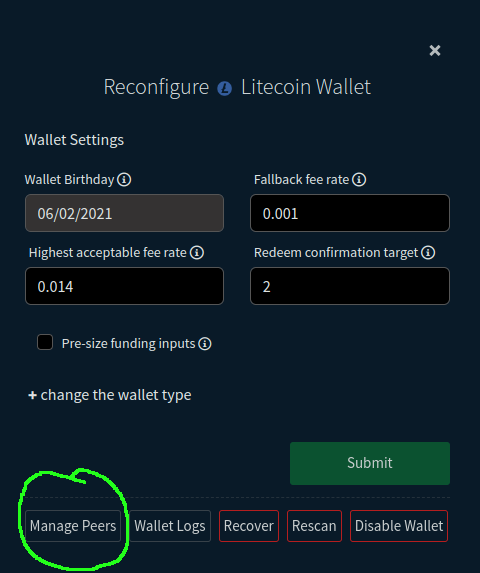 ×
Reconfigure Ł Litecoin Wallet
Wallet Settings
Wallet Birthday
Fallback fee rate
06/02/2021
0.001
Highest acceptable fee rate
Redeem confirmation target
0.014
2
Pre-size funding inputs
+ change the wallet type
Submit
Manage Peers Wallet Logs Recover Rescan Disable Wallet